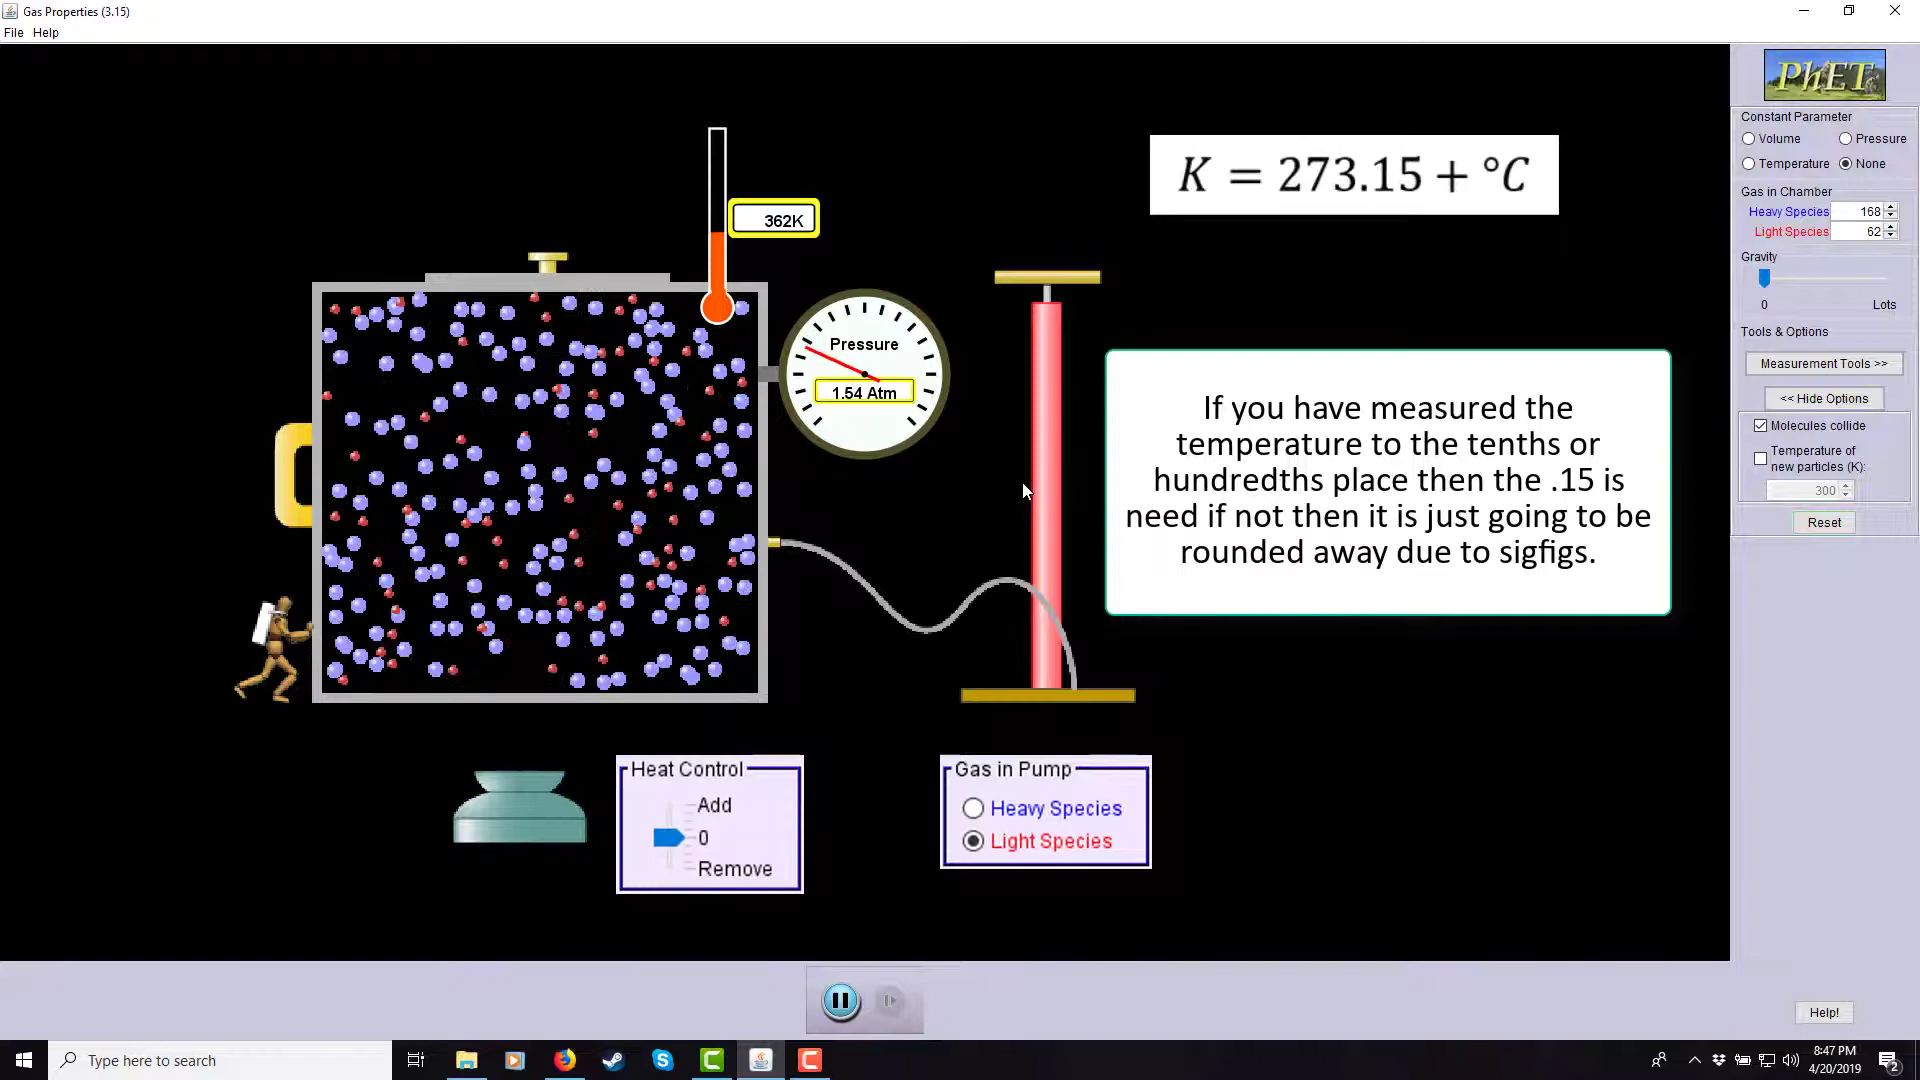 Gas Properties (3.15)
File Help
PhET
Constant Parameter
Volume Pressure
Temperature None
Gas in Chamber
Heavy Species 168
Light Species 62
Gravity
0 Lots
Tools & Options
Measurement Tools >>
<< Hide Options
Molecules collide
Temperature of
new particles (K):
300
Reset
362K
K = 273.15 + °C
Pressure
1.54 Atm
If you have measured the
temperature to the tenths or
hundredths place then the .15 is
need if not then it is just going to be
rounded away due to sigfigs.
Heat Control
Add
0
Remove
Gas in Pump
Heavy Species
Light Species
Help!
Type here to search
8:47 PM
4/20/2019
2